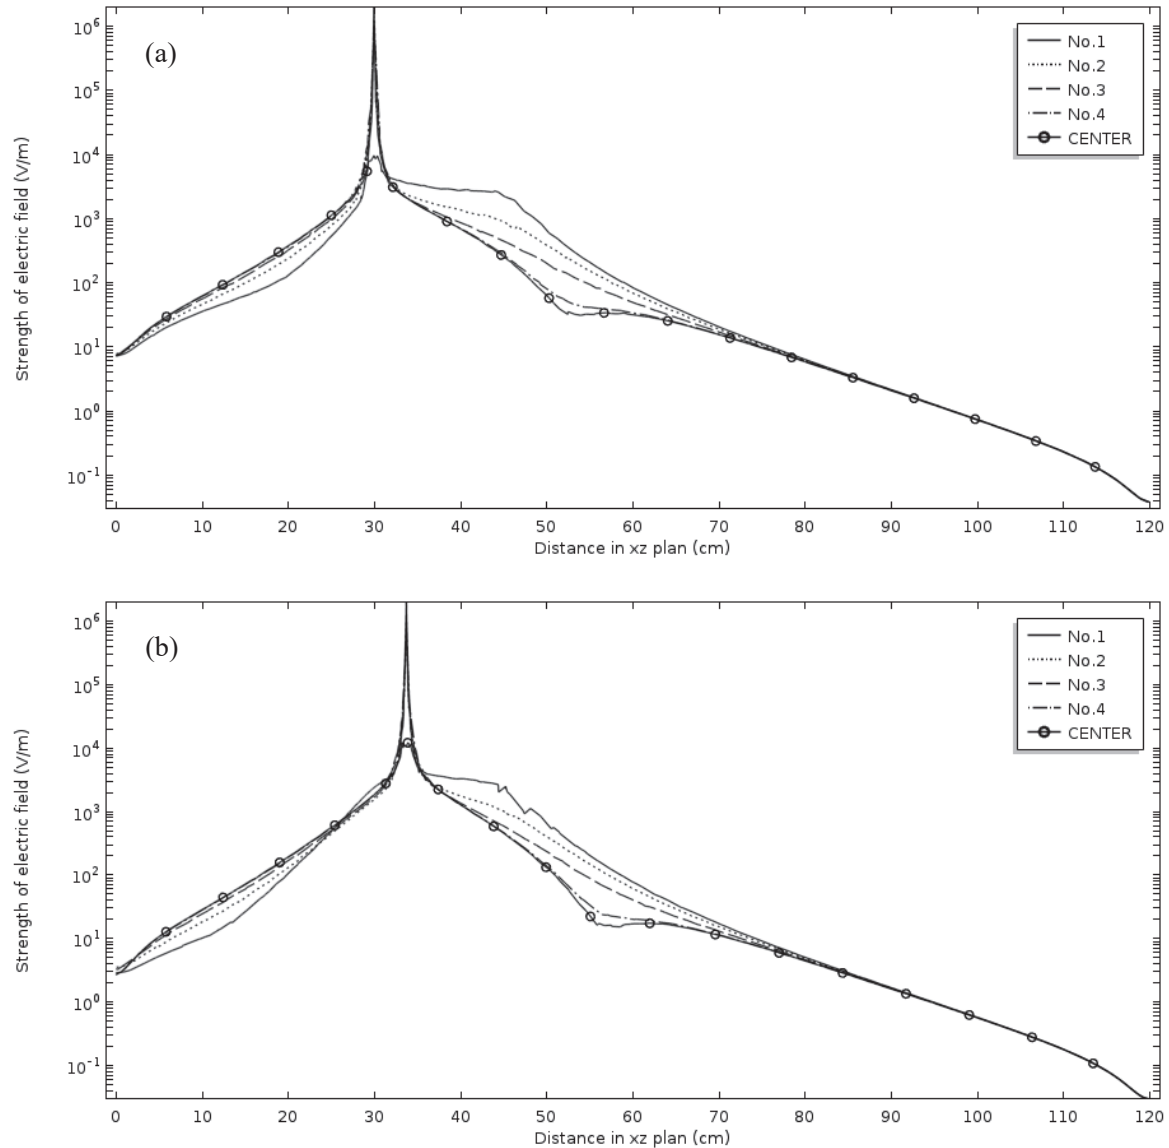 (a)
No.1
No.2
No.3
No.4
CENTER
Strength of electric field (V/m)
10^6
10^5
10^4
10^3
10^2
10^1
10^0
10^-1
0 10 20 30 40 50 60 70 80 90 100 110 120
Distance in xz plan (cm)
(b)
No.1
No.2
No.3
No.4
CENTER
Strength of electric field (V/m)
10^6
10^5
10^4
10^3
10^2
10^1
10^0
10^-1
0 10 20 30 40 50 60 70 80 90 100 110 120
Distance in xz plan (cm)